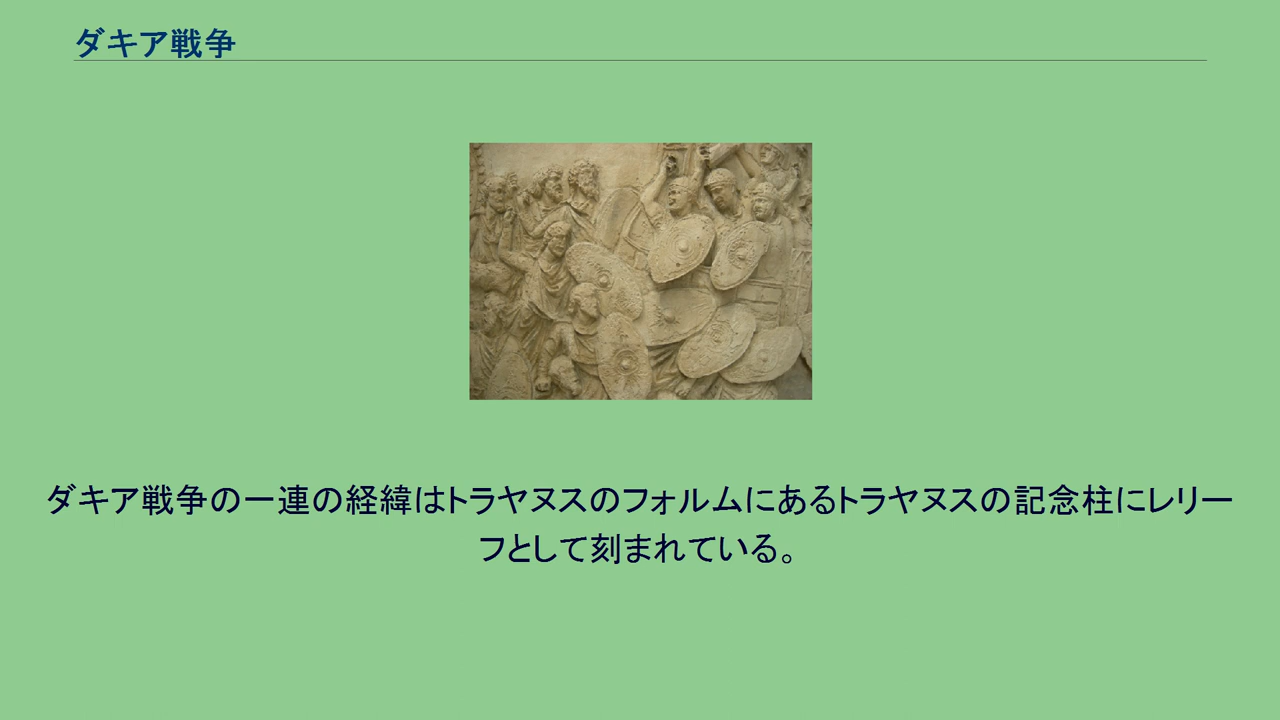 ダキア戦争
ダキア戦争の一連の経緯はトラヤヌスのフォルムにあるトラヤヌスの記念柱にレリー
フとして刻まれている。